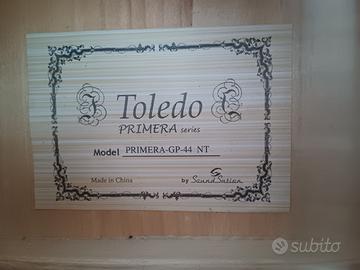 Toledo
PRIMERA series
Model PRIMERA-GP-44 NT
Made in China
by SoundSation
subito